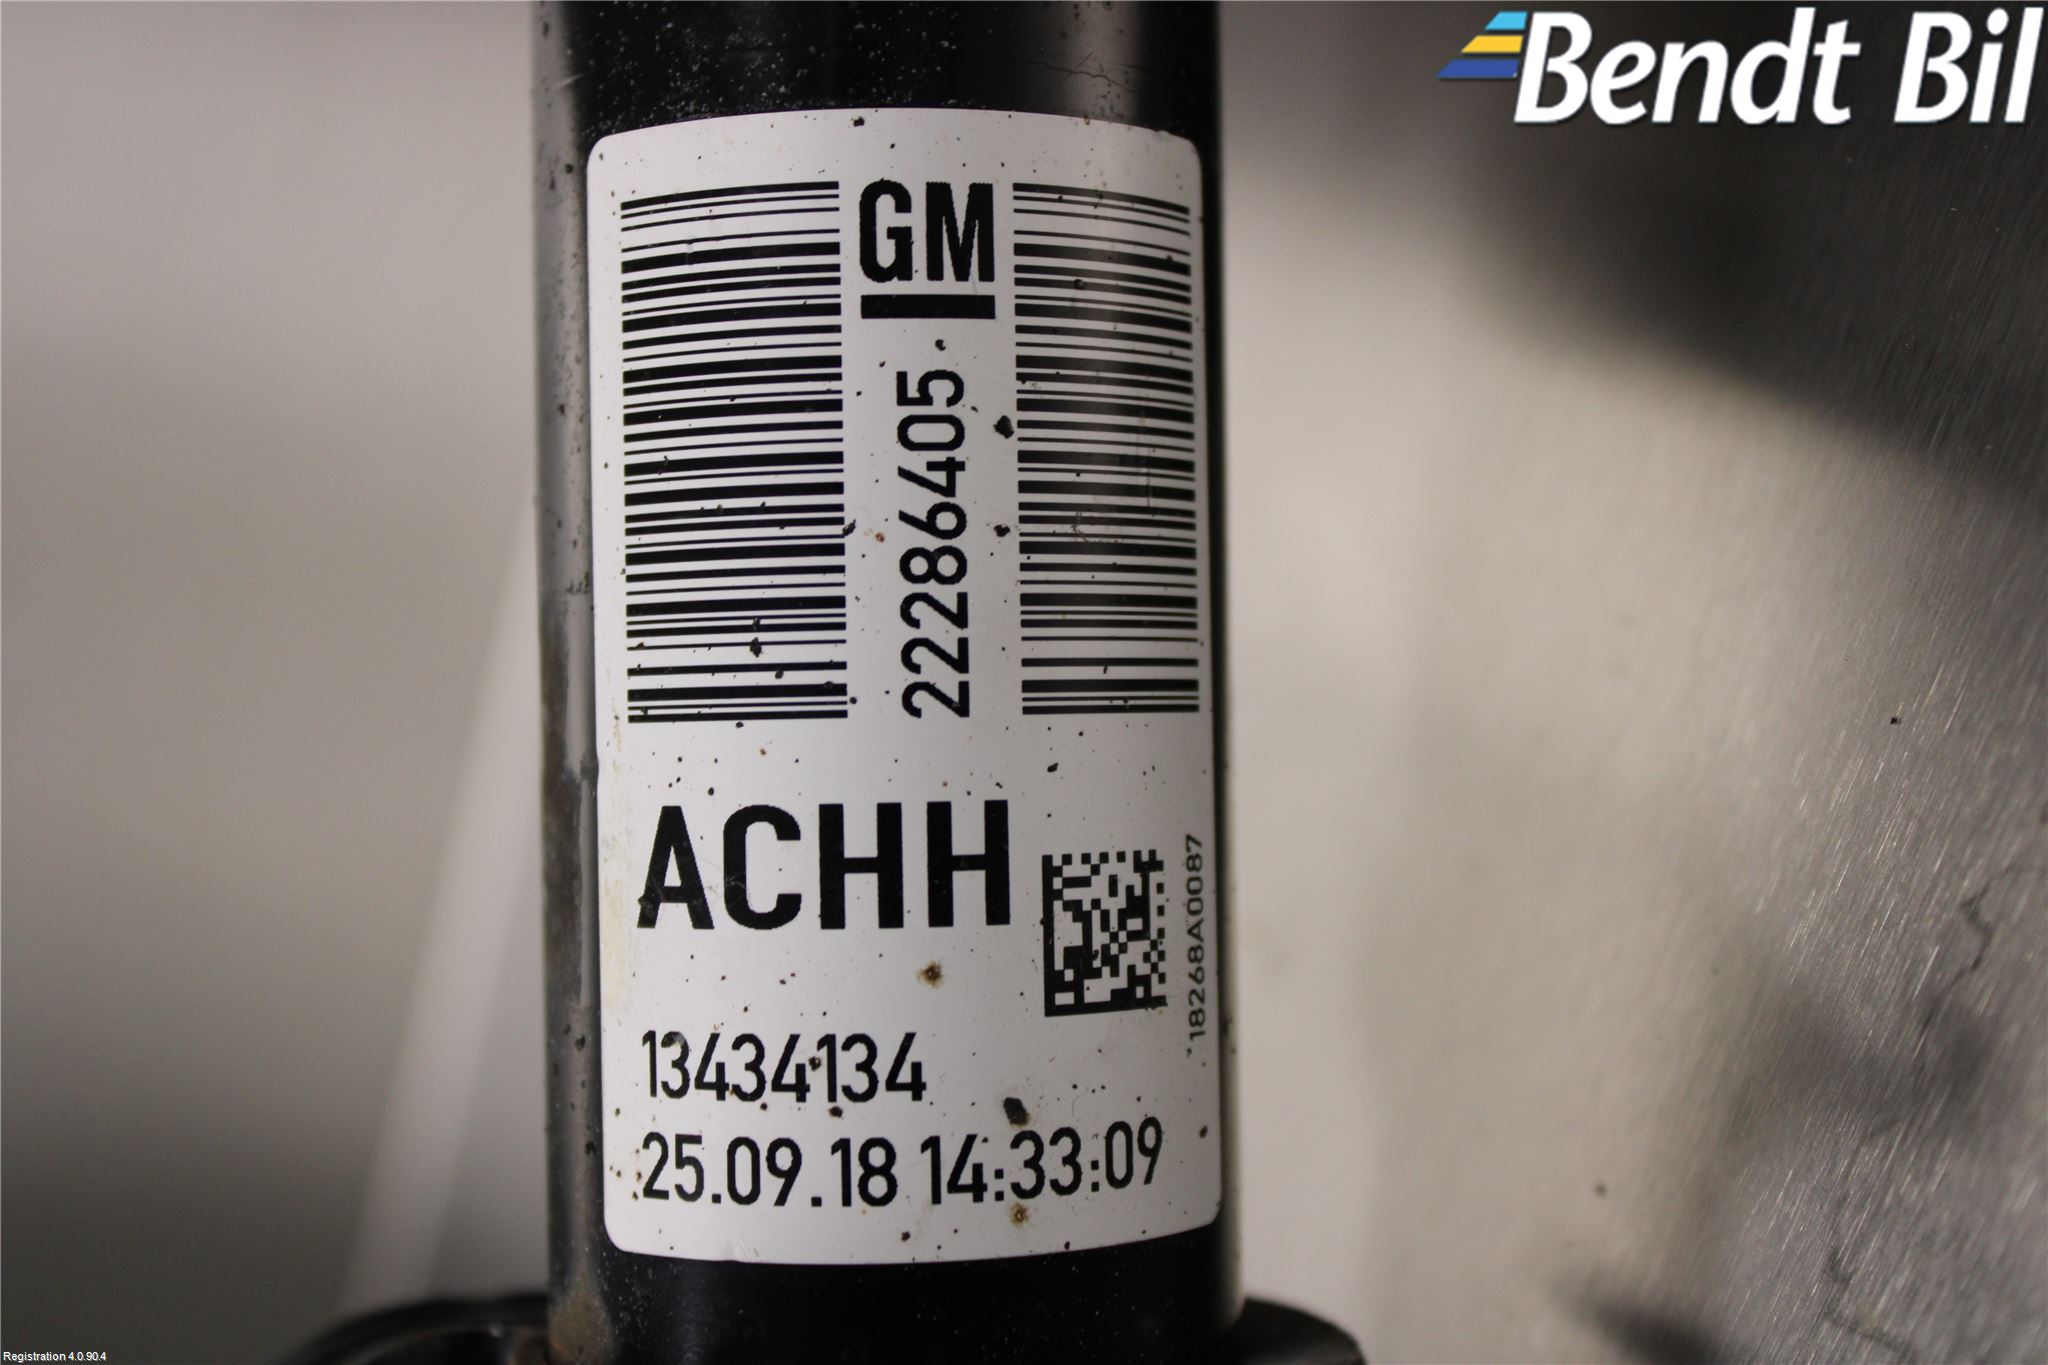 Bendt Bil
GM
22286405
ACHH
*18268A0087
13434134
25.09.18 14:33:09
Registration 4.0.90.4